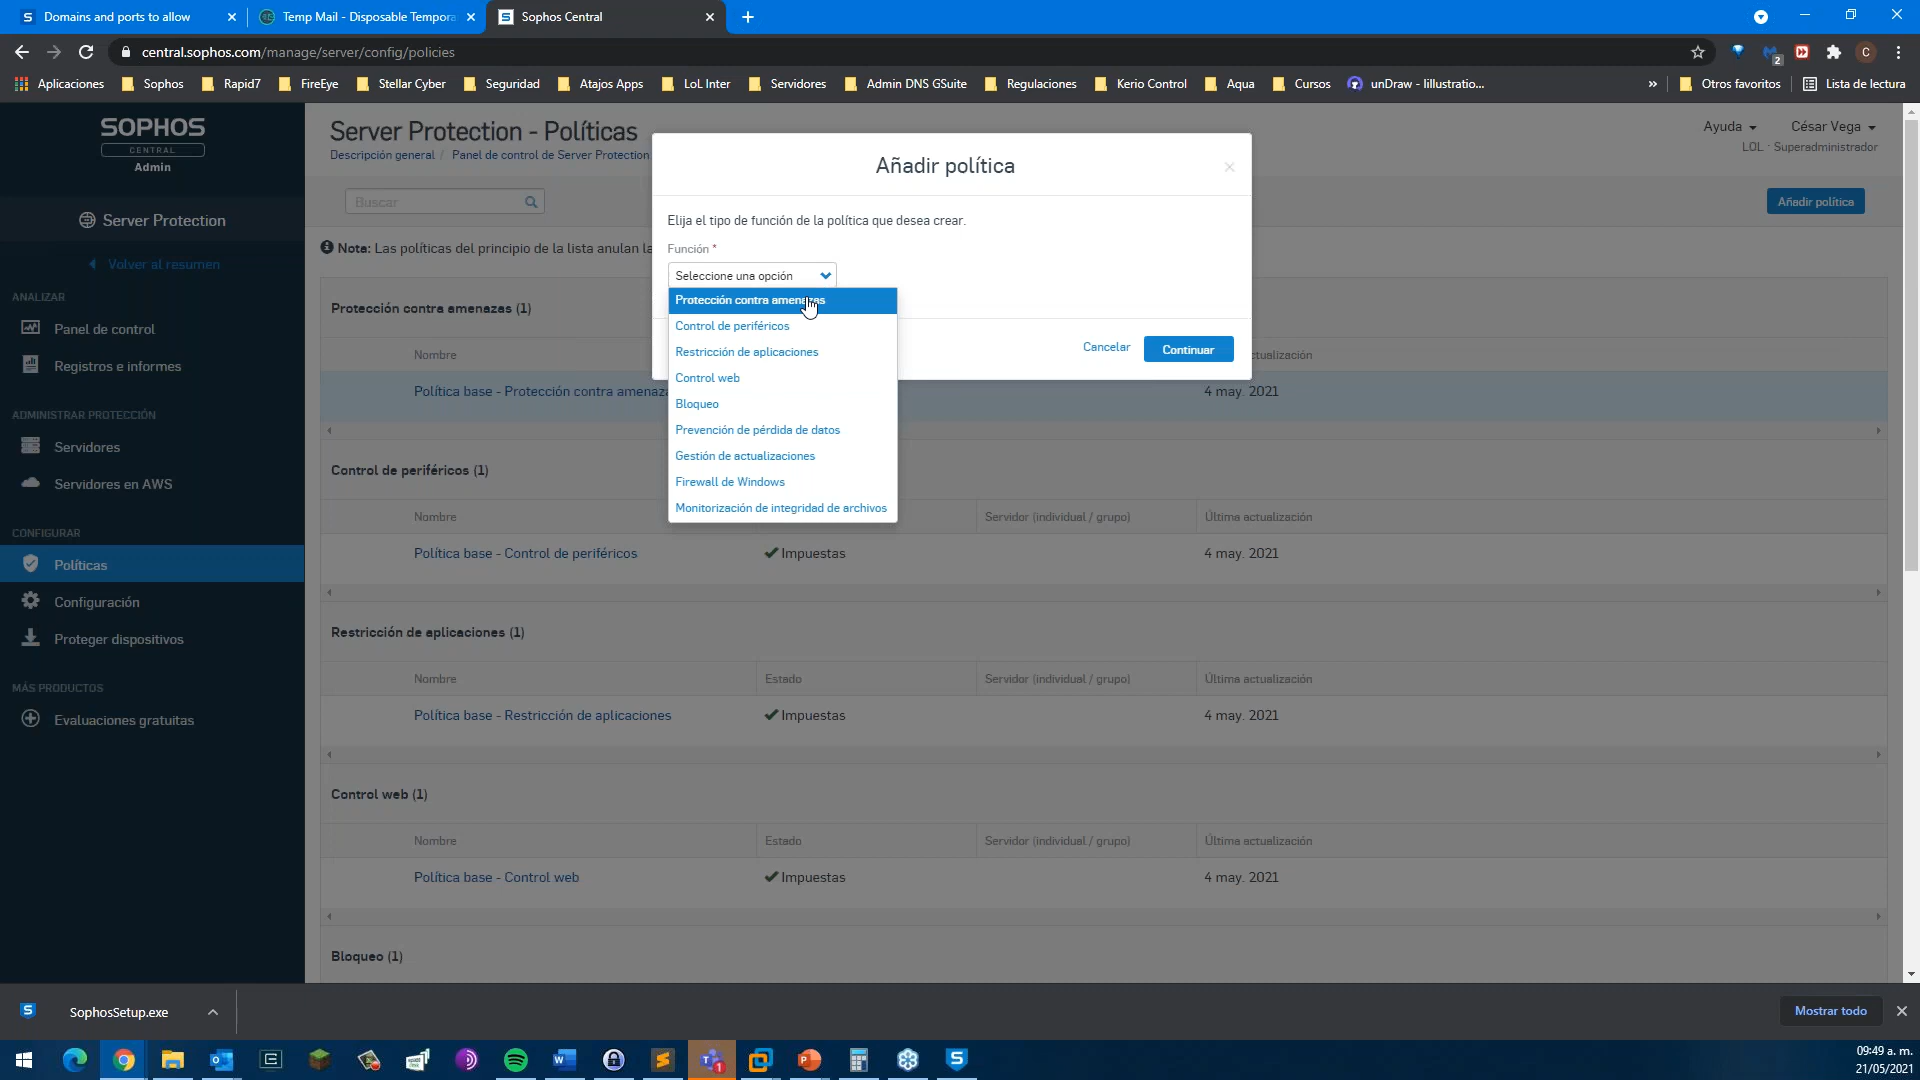 Domains and ports to allow
Temp Mail - Disposable Tempora
Sophos Central
central.sophos.com/manage/server/config/policies
2
C
Aplicaciones
Sophos
Rapid7
FireEye
Stellar Cyber
Seguridad
Atajos Apps
LoL Inter
Servidores
Admin DNS GSuite
Regulaciones
Kerio Control
Aqua
Cursos
unDraw - Iillustratio...
»
Otros favoritos
Lista de lectura
SOPHOS
CENTRAL
Admin
Server Protection
Volver al resumen
ANALIZAR
Panel de control
Registros e informes
ADMINISTRAR PROTECCIÓN
Servidores
Servidores en AWS
CONFIGURAR
Políticas
Configuración
Proteger dispositivos
MÁS PRODUCTOS
Evaluaciones gratuitas
Server Protection - Políticas
Descripción general / Panel de control de Server Protection
Ayuda
César Vega
LOL · Superadministrador
Buscar
Añadir política
Nota: Las políticas del principio de la lista anulan la
Añadir política
Elija el tipo de función de la política que desea crear.
Función *
Seleccione una opción
Protección contra amenazas
Control de periféricos
Restricción de aplicaciones
Control web
Bloqueo
Prevención de pérdida de datos
Gestión de actualizaciones
Firewall de Windows
Monitorización de integridad de archivos
Cancelar
Continuar
Protección contra amenazas (1)
Nombre
ctualización
Política base - Protección contra amenaza
4 may. 2021
Control de periféricos (1)
Nombre
Servidor (individual / grupo)
Última actualización
Política base - Control de periféricos
Impuestas
4 may. 2021
Restricción de aplicaciones (1)
Nombre
Estado
Servidor (individual / grupo)
Última actualización
Política base - Restricción de aplicaciones
Impuestas
4 may. 2021
Control web (1)
Nombre
Estado
Servidor (individual / grupo)
Última actualización
Política base - Control web
Impuestas
4 may. 2021
Bloqueo (1)
SophosSetup.exe
Mostrar todo
09:49 a. m.
21/05/2021